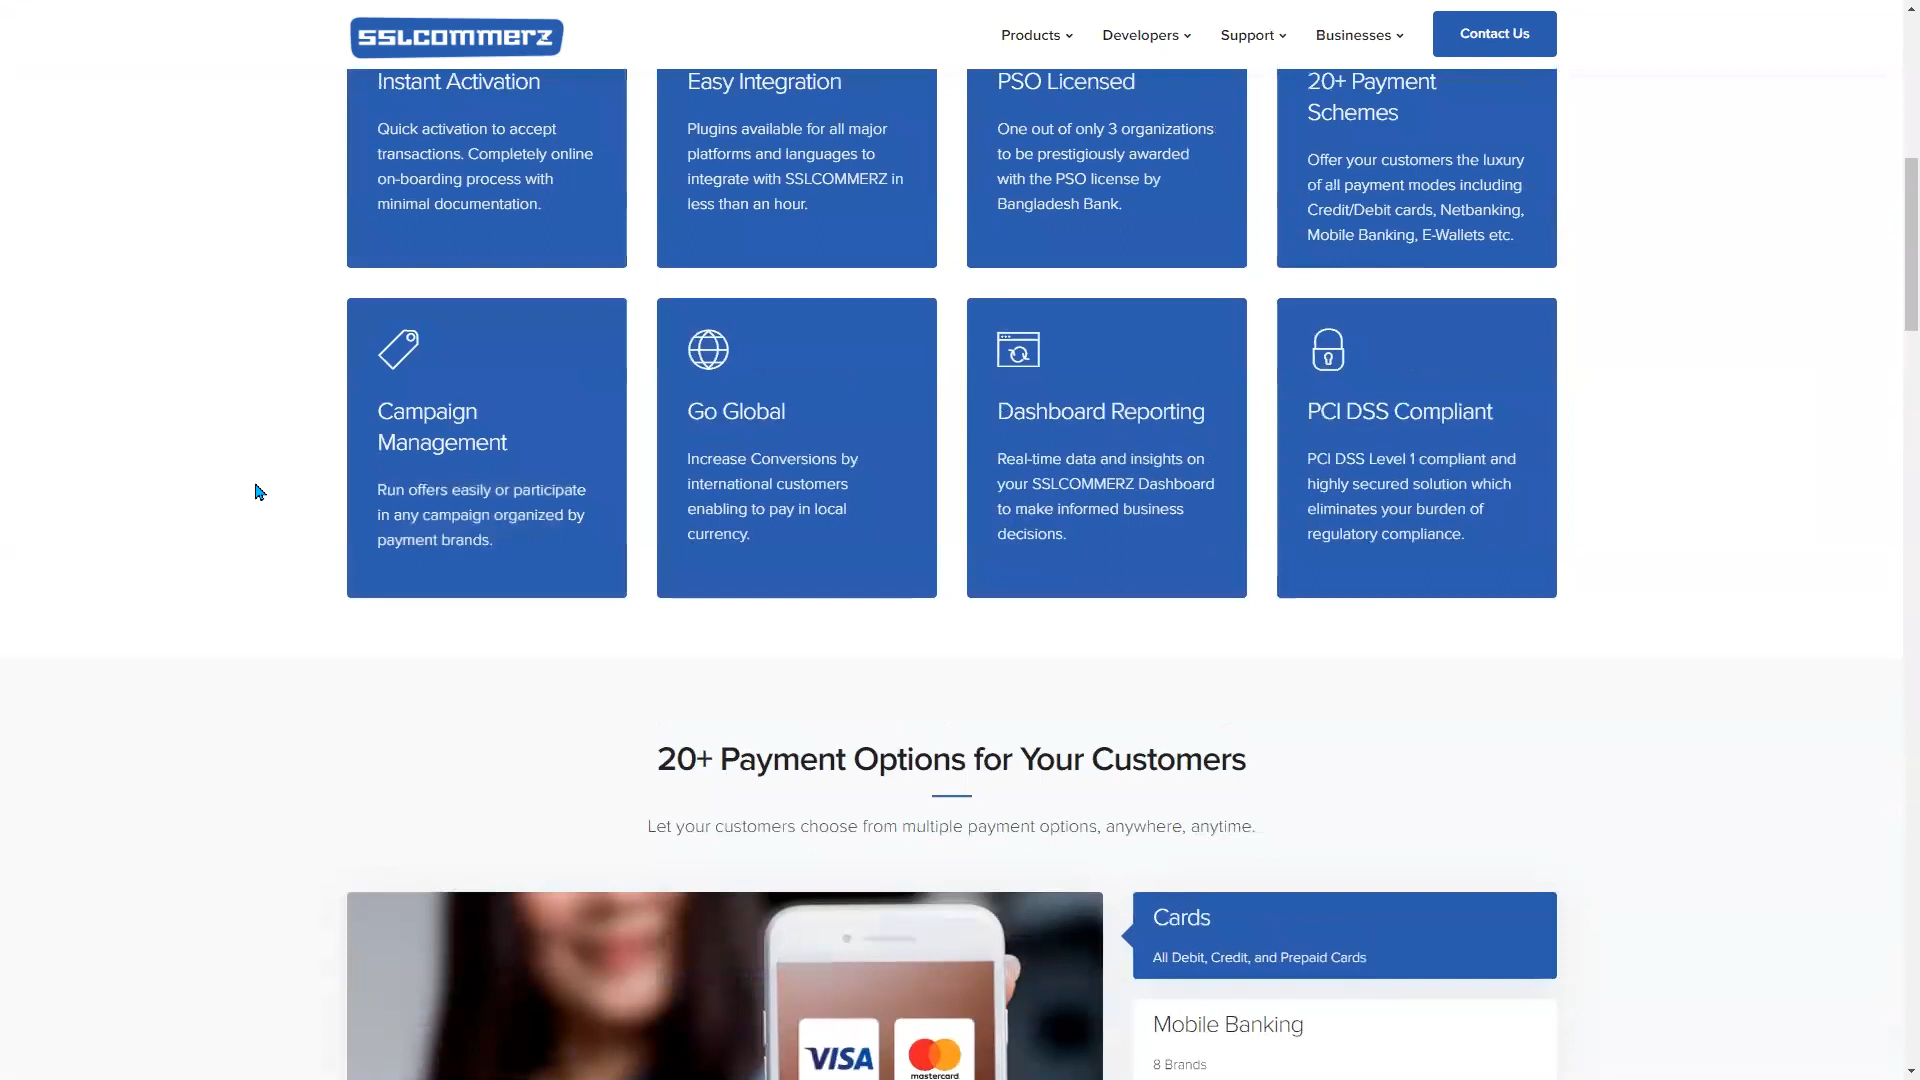 SSLCOMMERZ
Products
Developers
Support
Businesses
Contact Us
Instant Activation
Quick activation to accept
transactions. Completely online
on-boarding process with
minimal documentation.
Easy Integration
Plugins available for all major
platforms and languages to
integrate with SSLCOMMERZ in
less than an hour.
PSO Licensed
One out of only 3 organizations
to be prestigiously awarded
with the PSO license by
Bangladesh Bank.
20+ Payment
Schemes
Offer your customers the luxury
of all payment modes including
Credit/Debit cards, Netbanking,
Mobile Banking, E-Wallets etc.
Campaign
Management
Run offers easily or participate
in any campaign organized by
payment brands.
Go Global
Increase Conversions by
international customers
enabling to pay in local
currency.
Dashboard Reporting
Real-time data and insights on
your SSLCOMMERZ Dashboard
to make informed business
decisions.
PCI DSS Compliant
PCI DSS Level 1 compliant and
highly secured solution which
eliminates your burden of
regulatory compliance.
20+ Payment Options for Your Customers
Let your customers choose from multiple payment options, anywhere, anytime.
VISA
mastercard
Cards
All Debit, Credit, and Prepaid Cards
Mobile Banking
8 Brands